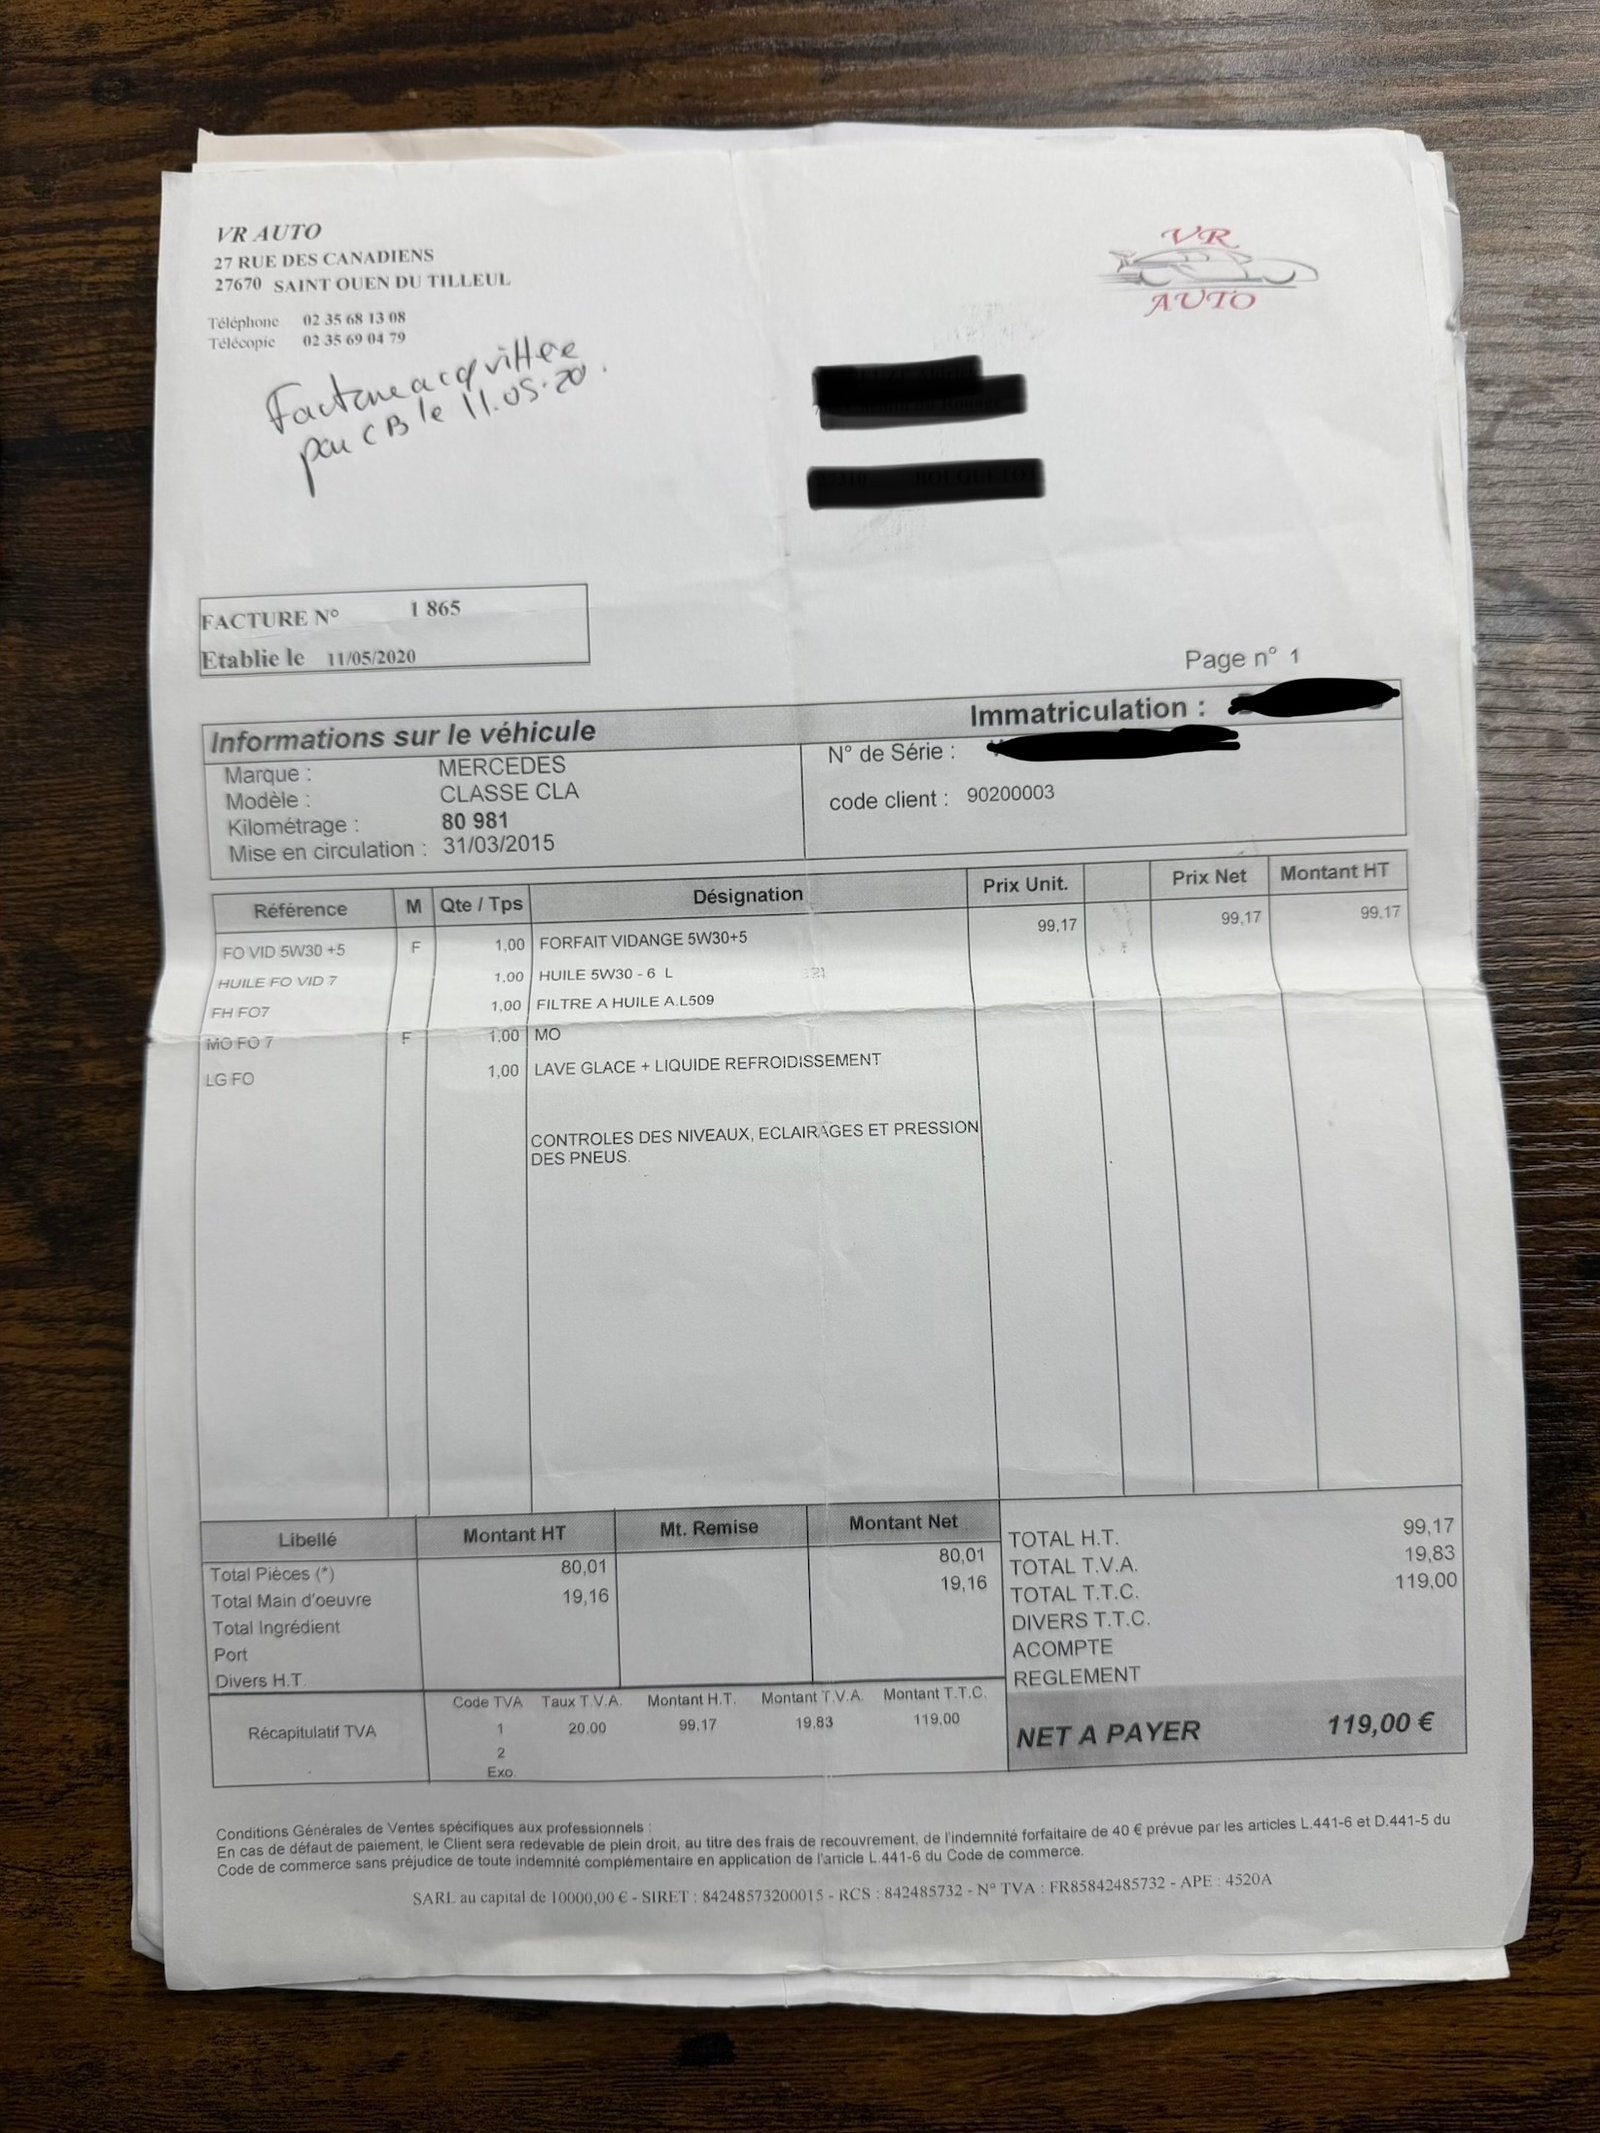 VR AUTO
27 RUE DES CANADIENS
27670 SAINT OUEN DU TILLEUL
Téléphone 02 35 68 13 08
Télécopie 02 35 69 04 79
VR
AUTO
Facture acquittée
par CB le 11.05.20.
FACTURE N° 1 865
Etablie le 11/05/2020
Page n° 1
Informations sur le véhicule
Immatriculation :
Marque : MERCEDES
Modèle : CLASSE CLA
Kilométrage : 80 981
Mise en circulation : 31/03/2015
N° de Série :
code client : 90200003
Référence M Qte / Tps Désignation Prix Unit. Prix Net Montant HT
FO VID 5W30 +5 F 1,00 FORFAIT VIDANGE 5W30+5 99,17 99,17 99,17
HUILE FO VID 7 1,00 HUILE 5W30 - 6 L
FH FO7 1,00 FILTRE A HUILE A.L509
MO FO 7 F 1,00 MO
LG FO 1,00 LAVE GLACE + LIQUIDE REFROIDISSEMENT
CONTROLES DES NIVEAUX, ECLAIRAGES ET PRESSION
DES PNEUS.
Libellé Montant HT Mt. Remise Montant Net
Total Pièces (*) 80,01 80,01
Total Main d'oeuvre 19,16 19,16
Total Ingrédient
Port
Divers H.T.
TOTAL H.T. 99,17
TOTAL T.V.A. 19,83
TOTAL T.T.C. 119,00
DIVERS T.T.C.
ACOMPTE
REGLEMENT
Récapitulatif TVA
Code TVA Taux T.V.A. Montant H.T. Montant T.V.A. Montant T.T.C.
1 20.00 99,17 19,83 119,00
2
Exo.
NET A PAYER 119,00 €
Conditions Générales de Ventes spécifiques aux professionnels :
En cas de défaut de paiement, le Client sera redevable de plein droit, au titre des frais de recouvrement, de l'indemnité forfaitaire de 40 € prévue par les articles L.441-6 et D.441-5 du
Code de commerce sans préjudice de toute indemnité complémentaire en application de l'article L.441-6 du Code de commerce.
SARL au capital de 10000,00 € - SIRET : 84248573200015 - RCS : 842485732 - N° TVA : FR85842485732 - APE : 4520A